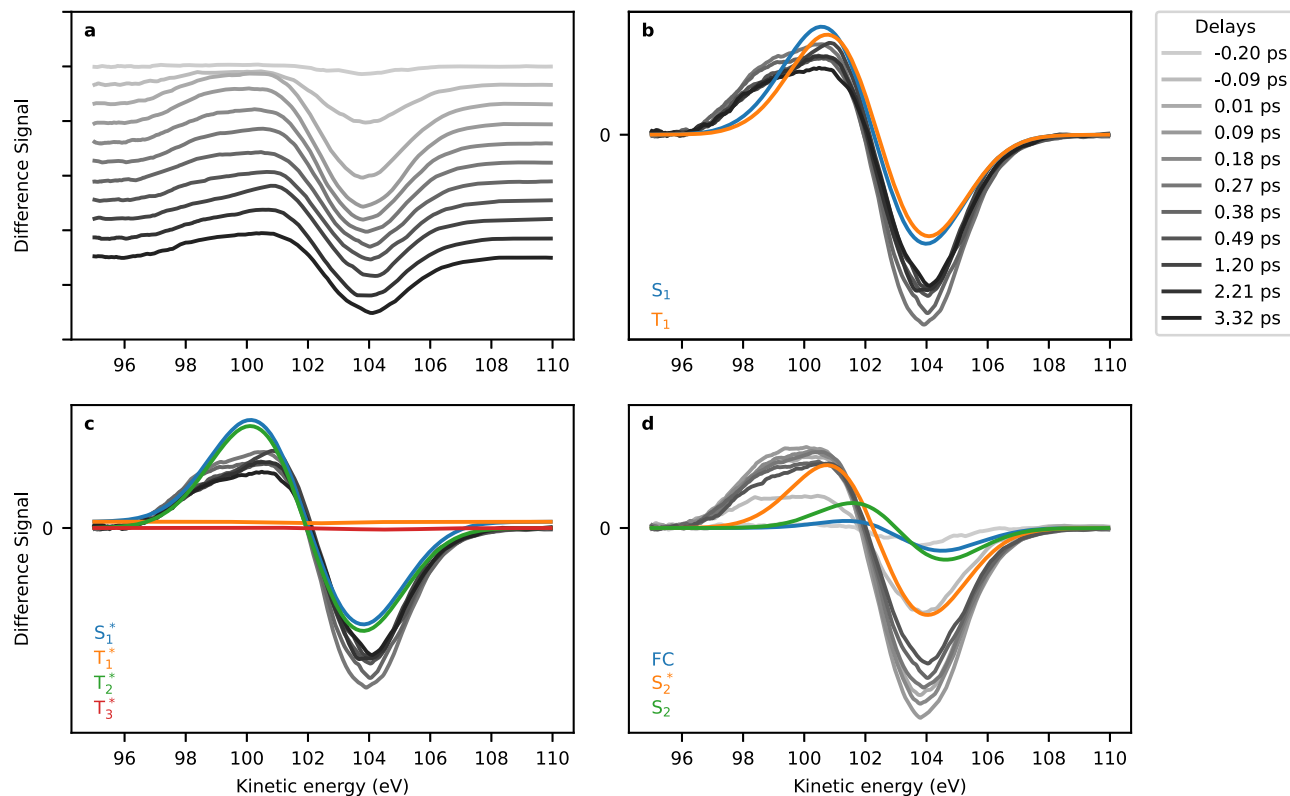 a
Difference Signal
96 98 100 102 104 106 108 110
b
0
S1
T1
96 98 100 102 104 106 108 110
Delays
-0.20 ps
-0.09 ps
0.01 ps
0.09 ps
0.18 ps
0.27 ps
0.38 ps
0.49 ps
1.20 ps
2.21 ps
3.32 ps
c
Difference Signal
0
S1*
T1*
T2*
T3*
96 98 100 102 104 106 108 110
Kinetic energy (eV)
d
0
FC
S2*
S2
96 98 100 102 104 106 108 110
Kinetic energy (eV)